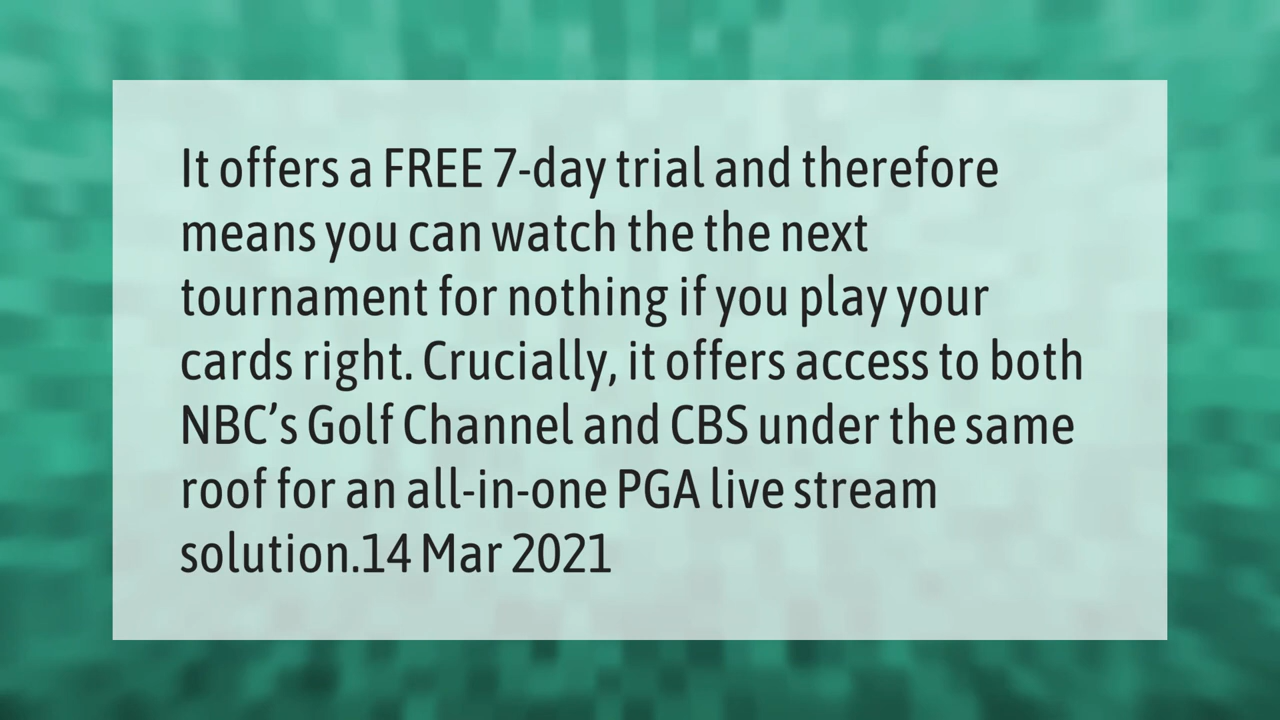 It offers a FREE 7-day trial and therefore
means you can watch the the next
tournament for nothing if you play your
cards right. Crucially, it offers access to both
NBC’s Golf Channel and CBS under the same
roof for an all-in-one PGA live stream
solution.14 Mar 2021